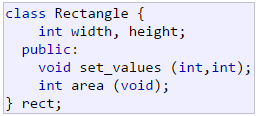 class Rectangle {
    int width, height;
  public:
    void set_values (int,int);
    int area (void);
} rect;